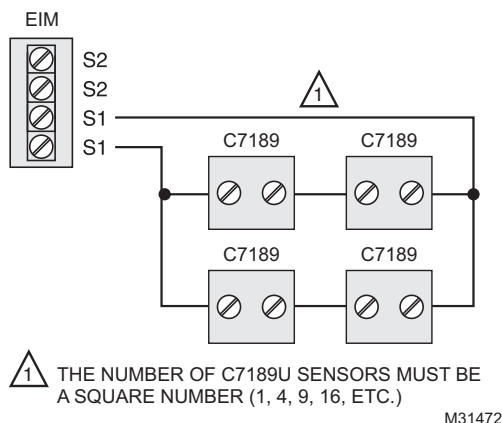 EIM
S2
S2
S1
S1
1
C7189 C7189
C7189 C7189
1 THE NUMBER OF C7189U SENSORS MUST BE
A SQUARE NUMBER (1, 4, 9, 16, ETC.)
M31472